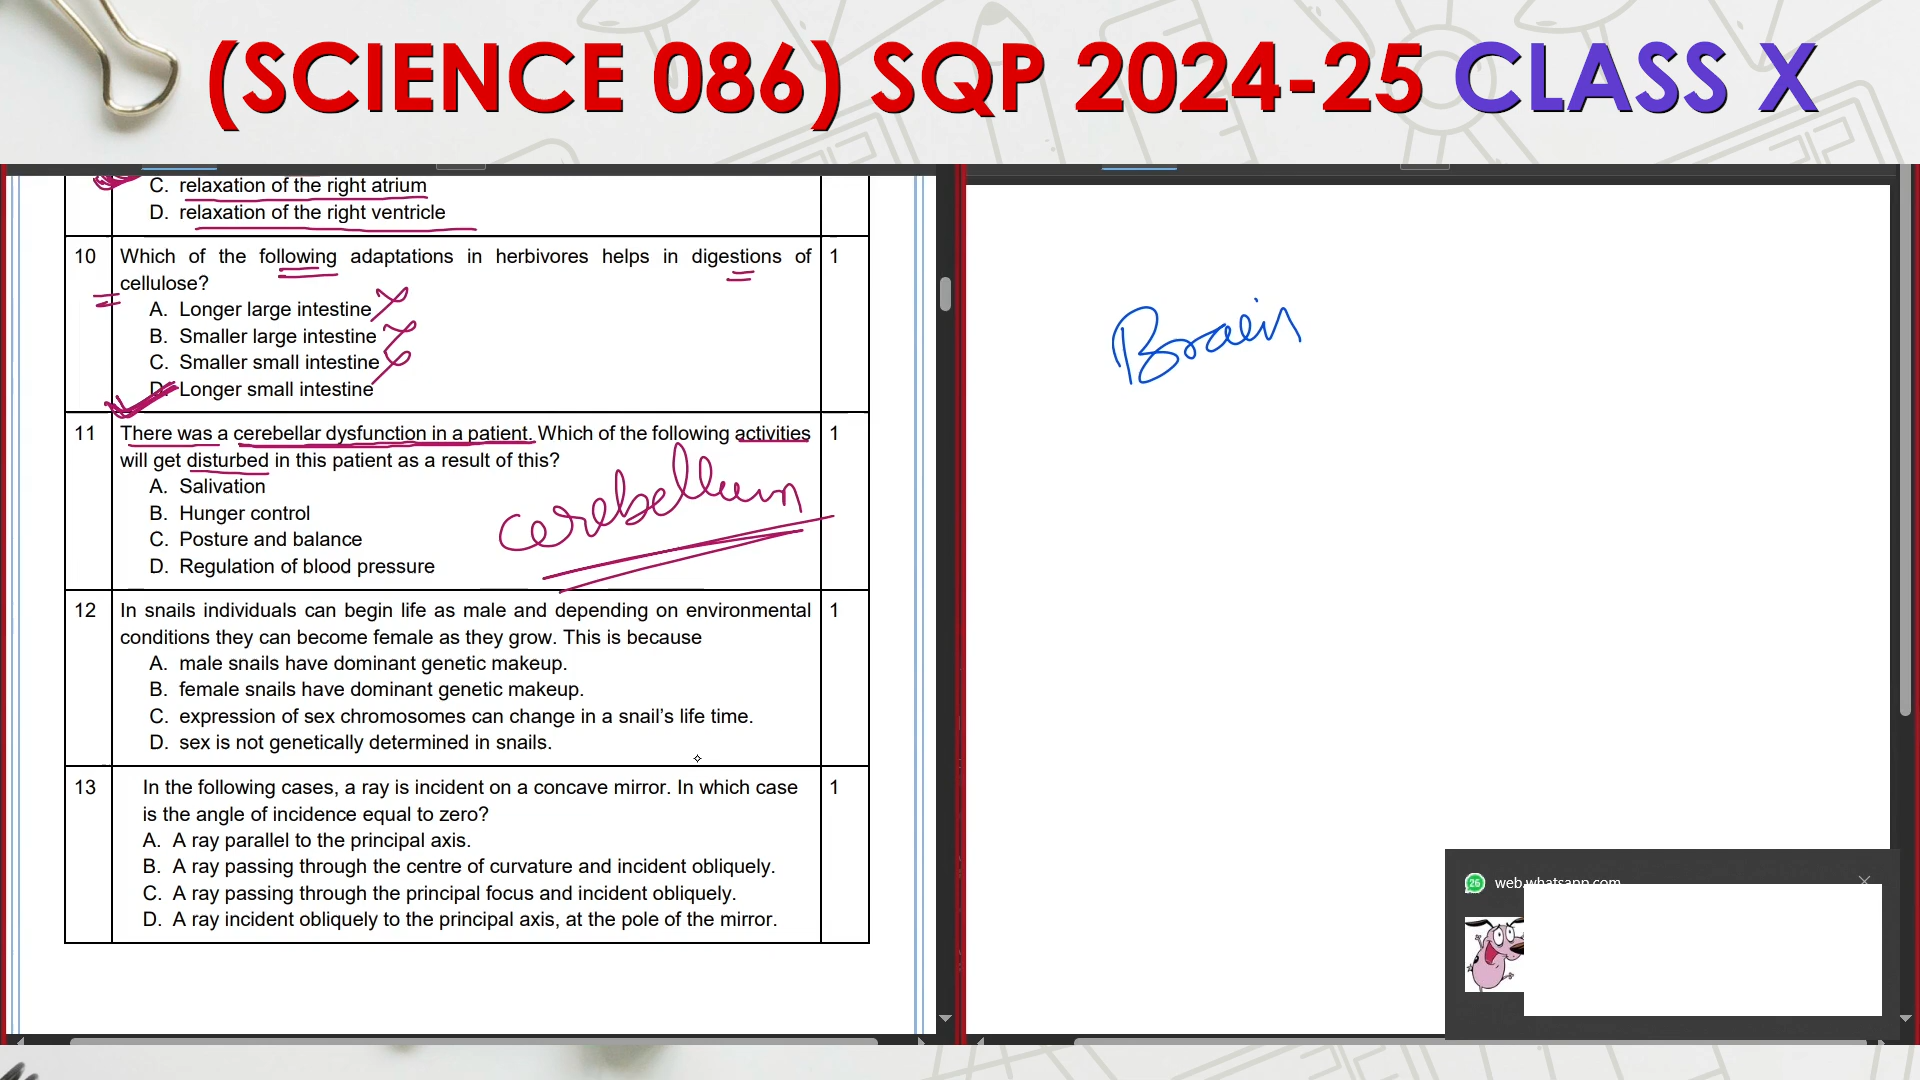 (SCIENCE 086) SQP 2024-25 CLASS X
C. relaxation of the right atrium
D. relaxation of the right ventricle
10 Which of the following adaptations in herbivores helps in digestions of 1
cellulose?
A. Longer large intestine
B. Smaller large intestine
C. Smaller small intestine
D. Longer small intestine
11 There was a cerebellar dysfunction in a patient. Which of the following activities 1
will get disturbed in this patient as a result of this?
A. Salivation
B. Hunger control
C. Posture and balance
D. Regulation of blood pressure
cerebellum
12 In snails individuals can begin life as male and depending on environmental 1
conditions they can become female as they grow. This is because
A. male snails have dominant genetic makeup.
B. female snails have dominant genetic makeup.
C. expression of sex chromosomes can change in a snail’s life time.
D. sex is not genetically determined in snails.
13 In the following cases, a ray is incident on a concave mirror. In which case 1
is the angle of incidence equal to zero?
A. A ray parallel to the principal axis.
B. A ray passing through the centre of curvature and incident obliquely.
C. A ray passing through the principal focus and incident obliquely.
D. A ray incident obliquely to the principal axis, at the pole of the mirror.
Brain
26 web.whatsapp.com